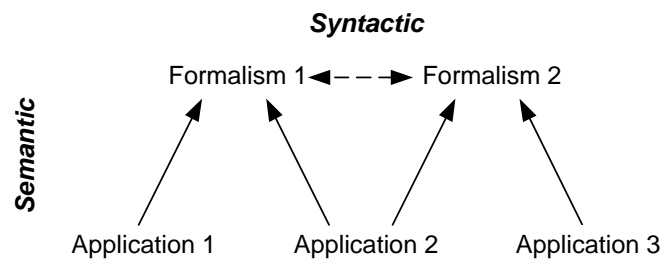 Syntactic
Formalism 1 Formalism 2
Semantic
Application 1 Application 2 Application 3